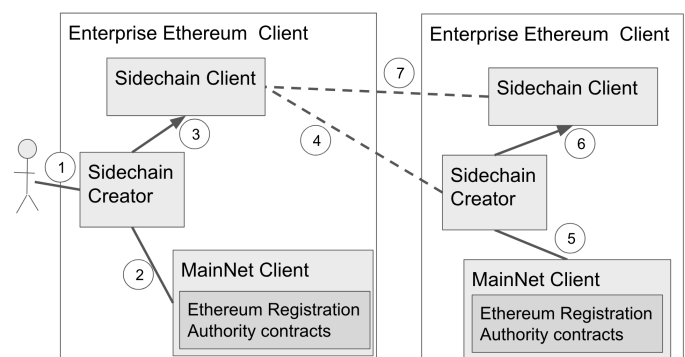 Enterprise Ethereum Client
Sidechain Client
3
1
Sidechain
Creator
2
MainNet Client
Ethereum Registration
Authority contracts
7
4
Enterprise Ethereum Client
Sidechain Client
6
Sidechain
Creator
5
MainNet Client
Ethereum Registration
Authority contracts